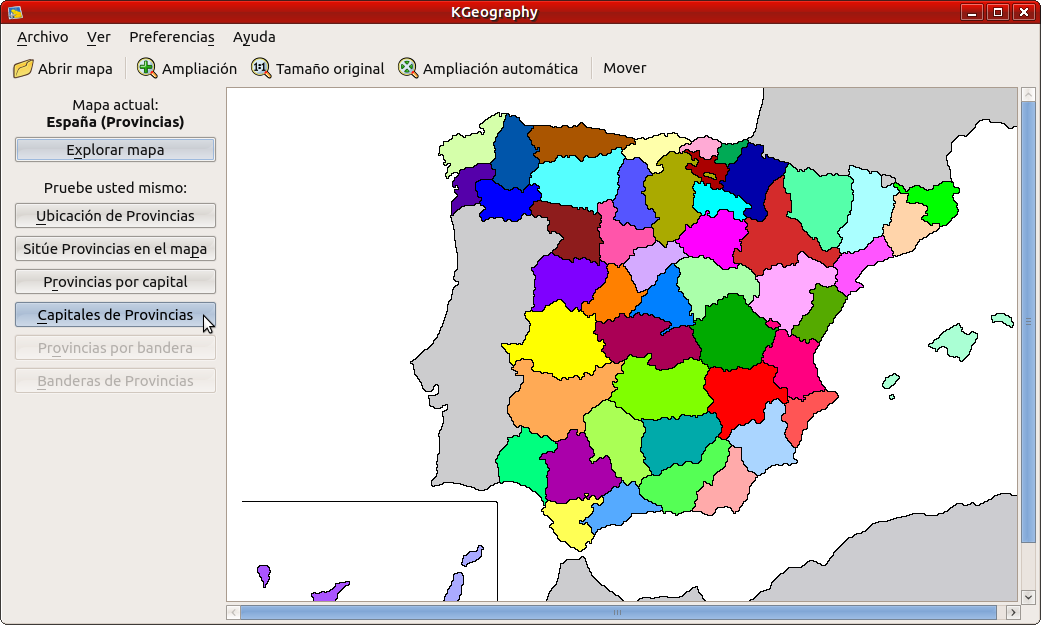 KGeography
Archivo Ver Preferencias Ayuda
Abrir mapa Ampliación 1:1 Tamaño original Ampliación automática Mover
Mapa actual:
España (Provincias)
Explorar mapa
Pruebe usted mismo:
Ubicación de Provincias
Sitúe Provincias en el mapa
Provincias por capital
Capitales de Provincias
Provincias por bandera
Banderas de Provincias